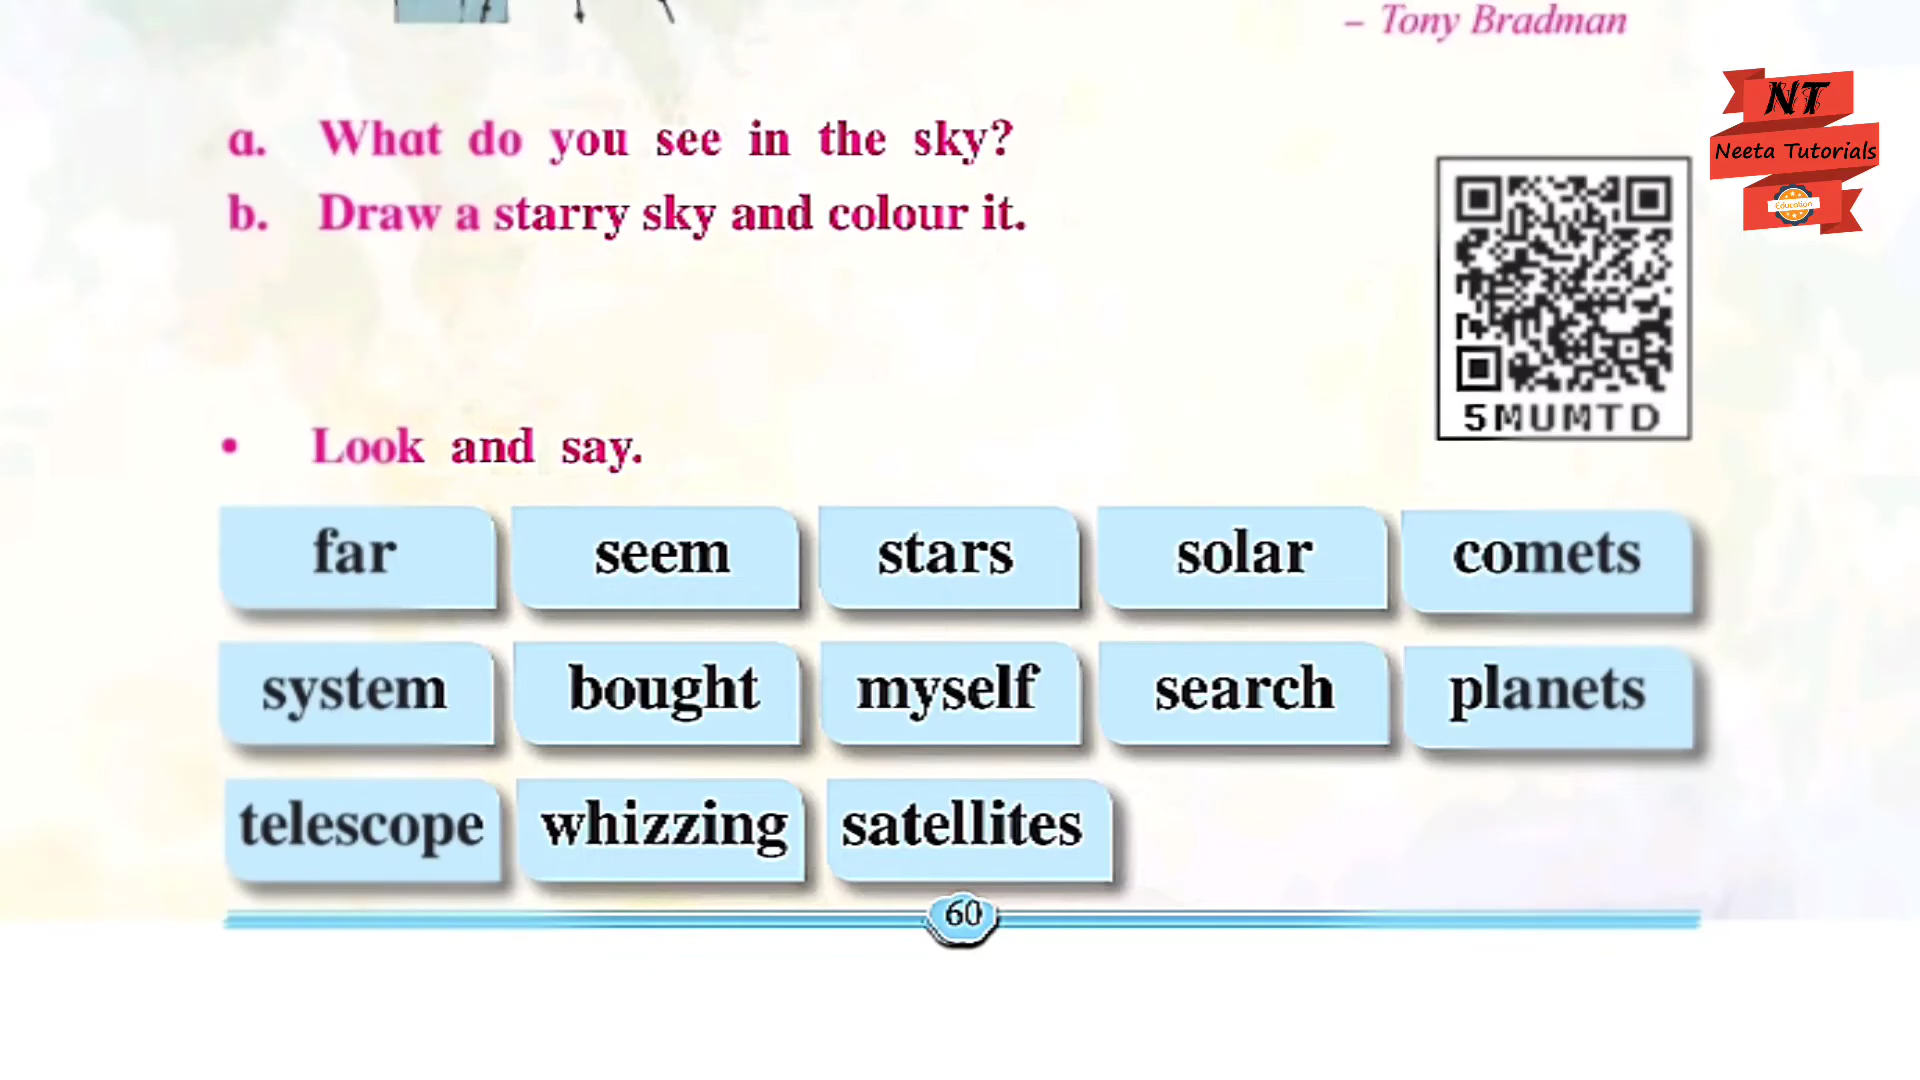 – Tony Bradman
NT
Neeta Tutorials
Education
a. What do you see in the sky?
b. Draw a starry sky and colour it.
5MUMTD
• Look and say.
far seem stars solar comets
system bought myself search planets
telescope whizzing satellites
60